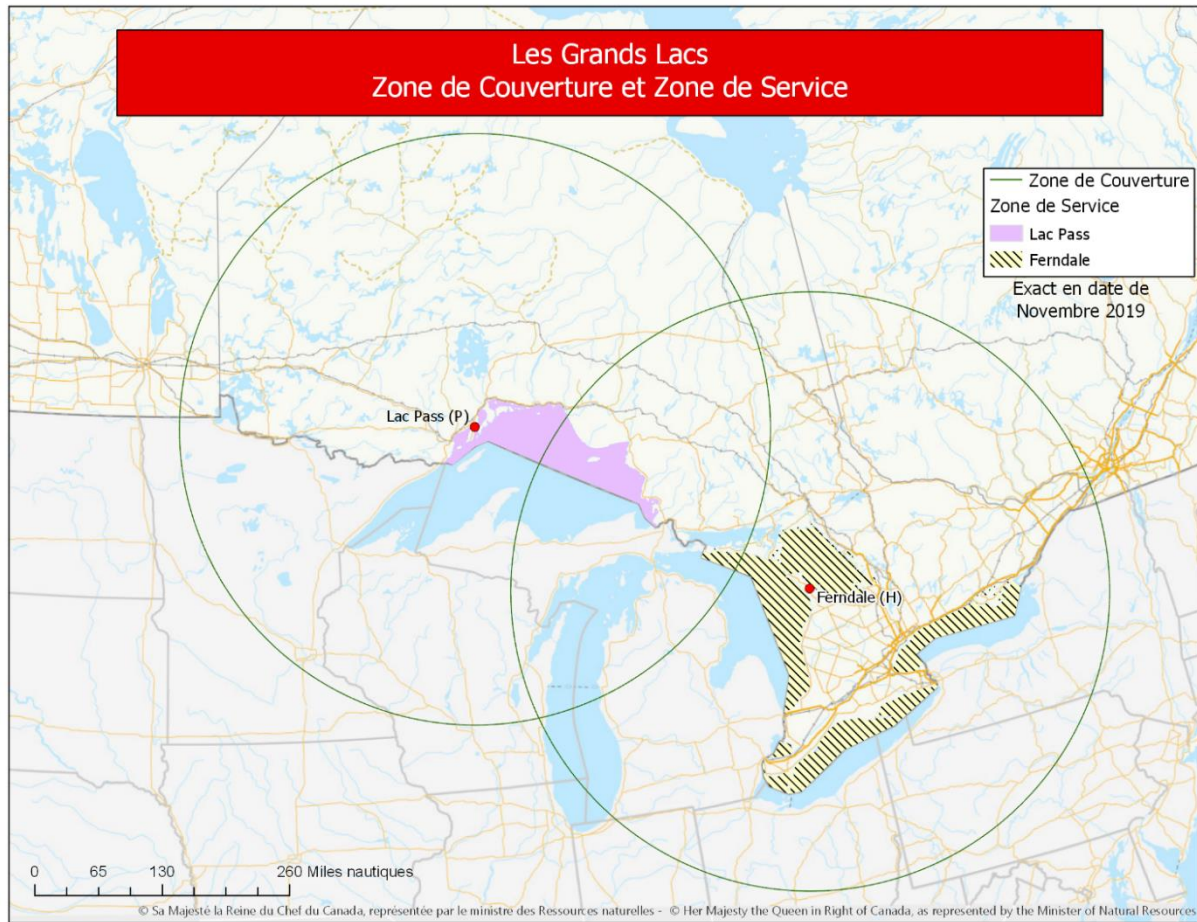 Les Grands Lacs
Zone de Couverture et Zone de Service
Zone de Couverture
Zone de Service
Lac Pass
Ferndale
Exact en date de
Novembre 2019
Lac Pass (P)
Ferndale (H)
0 65 130 260 Miles nautiques
© Sa Majesté la Reine du Chef du Canada, représentée par le ministre des Ressources naturelles - © Her Majesty the Queen in Right of Canada, as represented by the Minister of Natural Resources